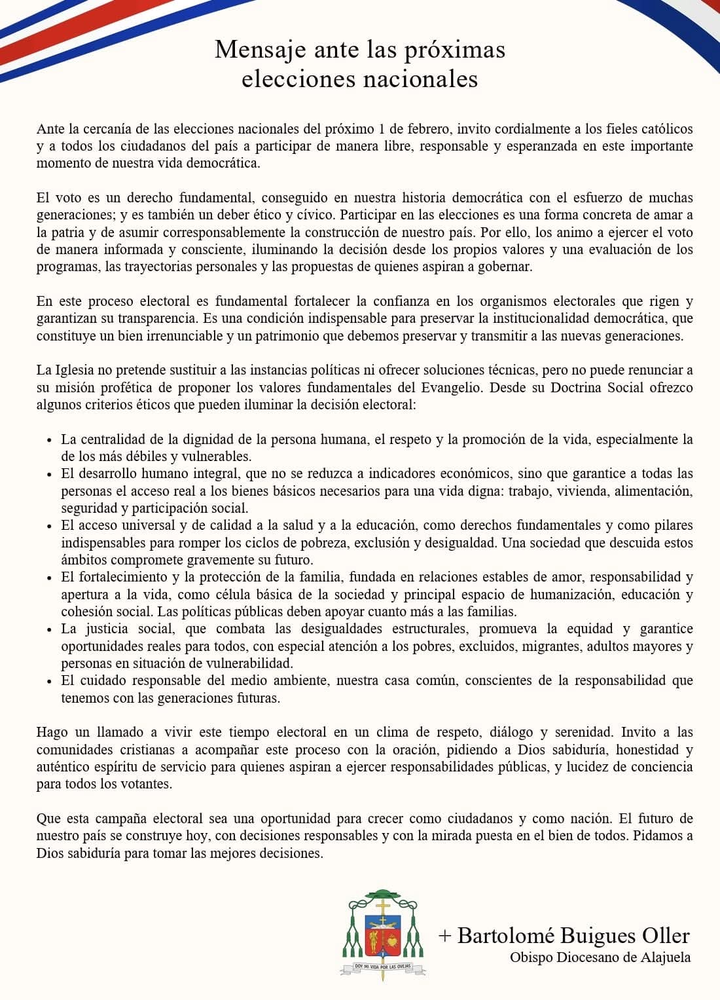 Mensaje ante las próximas
elecciones nacionales
Ante la cercanía de las elecciones nacionales del próximo 1 de febrero, invito cordialmente a los fieles católicos
y a todos los ciudadanos del país a participar de manera libre, responsable y esperanzada en este importante
momento de nuestra vida democrática.
El voto es un derecho fundamental, conseguido en nuestra historia democrática con el esfuerzo de muchas
generaciones; y es también un deber ético y cívico. Participar en las elecciones es una forma concreta de amar a
la patria y de asumir corresponsablemente la construcción de nuestro país. Por ello, los animo a ejercer el voto
de manera informada y consciente, iluminando la decisión desde los propios valores y una evaluación de los
programas, las trayectorias personales y las propuestas de quienes aspiran a gobernar.
En este proceso electoral es fundamental fortalecer la confianza en los organismos electorales que rigen y
garantizan su transparencia. Es una condición indispensable para preservar la institucionalidad democrática, que
constituye un bien irrenunciable y un patrimonio que debemos preservar y transmitir a las nuevas generaciones.
La Iglesia no pretende sustituir a las instancias políticas ni ofrecer soluciones técnicas, pero no puede renunciar a
su misión profética de proponer los valores fundamentales del Evangelio. Desde su Doctrina Social ofrezco
algunos criterios éticos que pueden iluminar la decisión electoral:
• La centralidad de la dignidad de la persona humana, el respeto y la promoción de la vida, especialmente la
de los más débiles y vulnerables.
• El desarrollo humano integral, que no se reduzca a indicadores económicos, sino que garantice a todas las
personas el acceso real a los bienes básicos necesarios para una vida digna: trabajo, vivienda, alimentación,
seguridad y participación social.
• El acceso universal y de calidad a la salud y a la educación, como derechos fundamentales y como pilares
indispensables para romper los ciclos de pobreza, exclusión y desigualdad. Una sociedad que descuida estos
ámbitos compromete gravemente su futuro.
• El fortalecimiento y la protección de la familia, fundada en relaciones estables de amor, responsabilidad y
apertura a la vida, como célula básica de la sociedad y principal espacio de humanización, educación y
cohesión social. Las políticas públicas deben apoyar cuanto más a las familias.
• La justicia social, que combata las desigualdades estructurales, promueva la equidad y garantice
oportunidades reales para todos, con especial atención a los pobres, excluidos, migrantes, adultos mayores y
personas en situación de vulnerabilidad.
• El cuidado responsable del medio ambiente, nuestra casa común, conscientes de la responsabilidad que
tenemos con las generaciones futuras.
Hago un llamado a vivir este tiempo electoral en un clima de respeto, diálogo y serenidad. Invito a las
comunidades cristianas a acompañar este proceso con la oración, pidiendo a Dios sabiduría, honestidad y
auténtico espíritu de servicio para quienes aspiran a ejercer responsabilidades públicas, y lucidez de conciencia
para todos los votantes.
Que esta campaña electoral sea una oportunidad para crecer como ciudadanos y como nación. El futuro de
nuestro país se construye hoy, con decisiones responsables y con la mirada puesta en el bien de todos. Pidamos a
Dios sabiduría para tomar las mejores decisiones.
DOY MI VIDA POR LAS OVEJAS
+ Bartolomé Buigues Oller
Obispo Diocesano de Alajuela